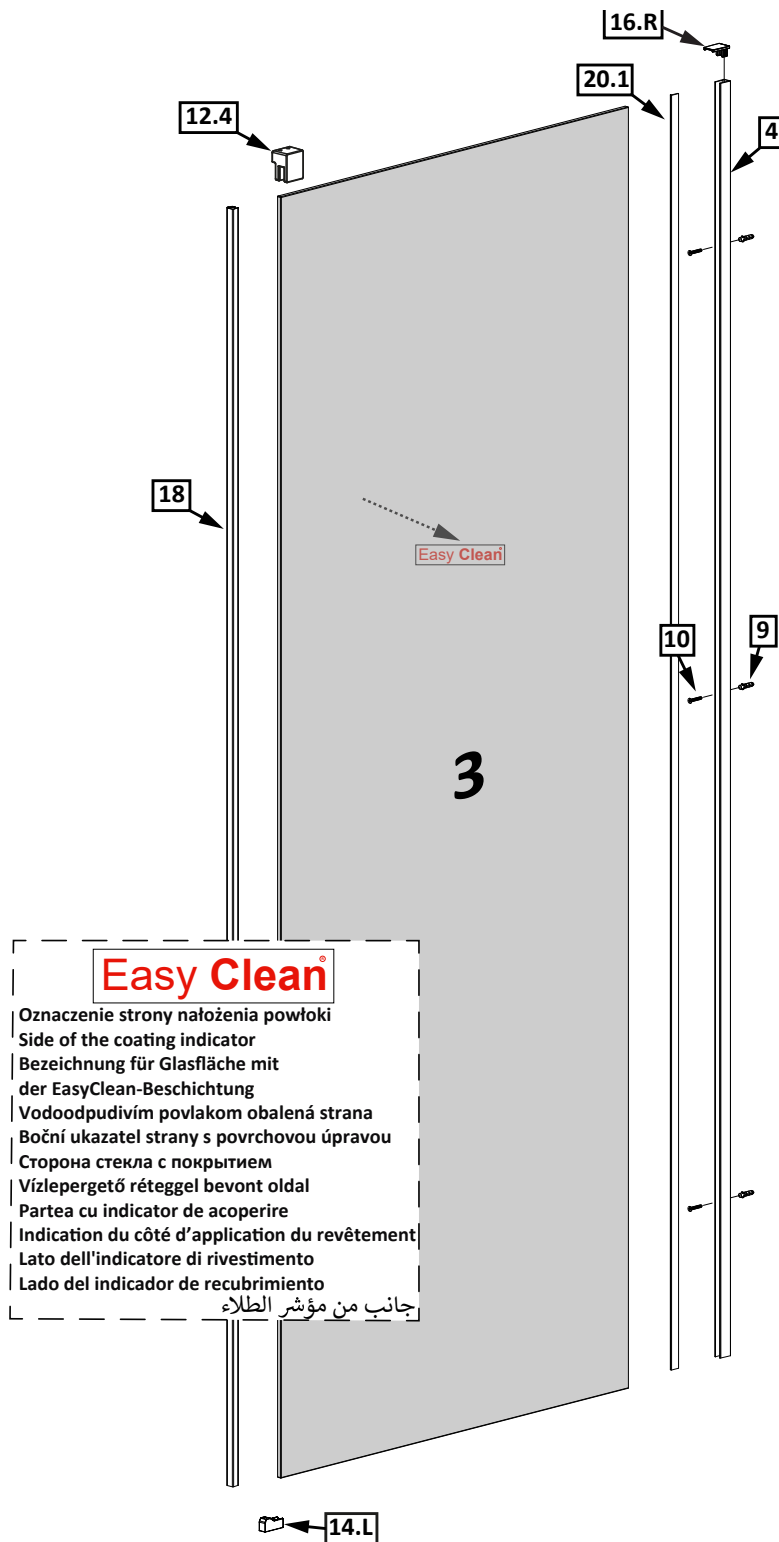 16.R
20.1
12.4
4
18
Easy Clean®
10
9
3
Easy Clean®
Oznaczenie strony nałożenia powłoki
Side of the coating indicator
Bezeichnung für Glasfläche mit
der EasyClean-Beschichtung
Vodoodpudivím povlakom obalená strana
Boční ukazatel strany s povrchovou úpravou
Сторона стекла с покрытием
Vízlepergető réteggel bevont oldal
Partea cu indicator de acoperire
Indication du côté d’application du revêtement
Lato dell'indicatore di rivestimento
Lado del indicador de recubrimiento
جانب من مؤشر الطلاء
14.L